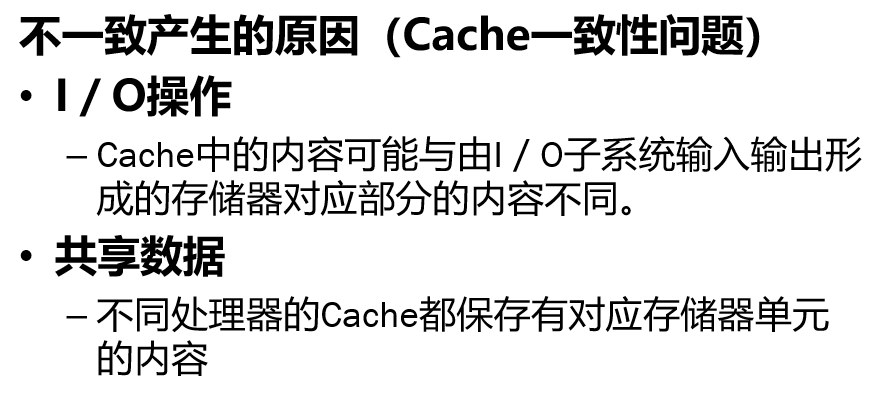 不一致产生的原因（Cache一致性问题）
• I / O操作
– Cache中的内容可能与由I / O子系统输入输出形
成的存储器对应部分的内容不同。
• 共享数据
– 不同处理器的Cache都保存有对应存储器单元
的内容